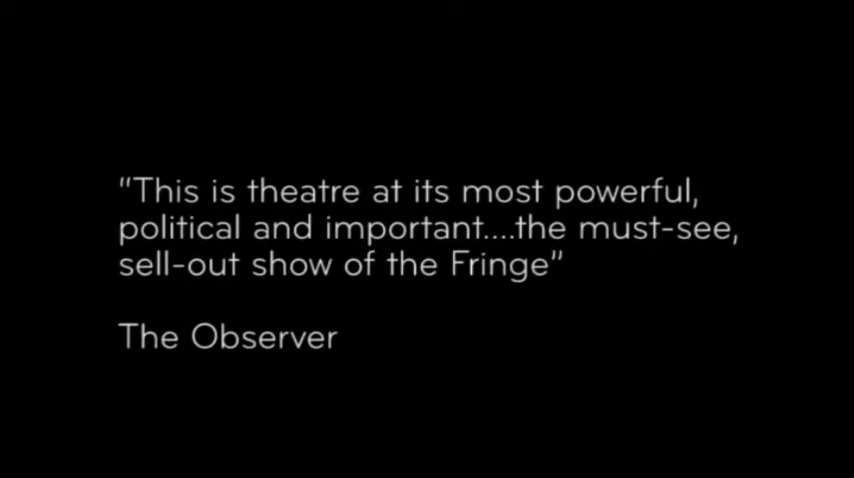 "This is theatre at its most powerful,
political and important....the must-see,
sell-out show of the Fringe"
The Observer